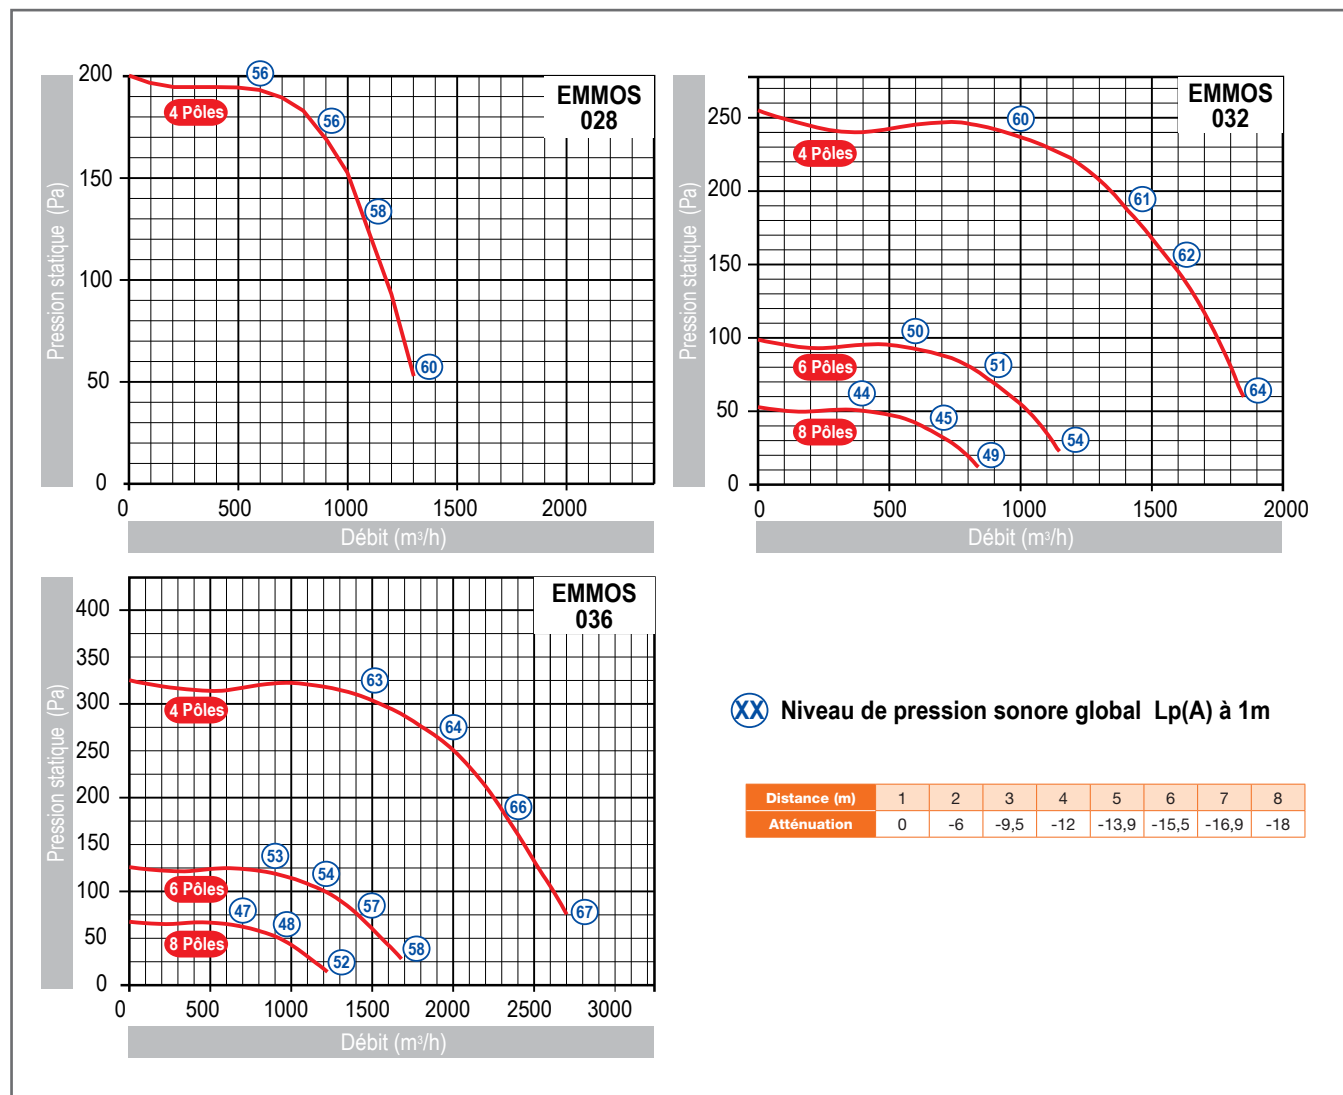 EMMOS
028
Pression statique (Pa)
200
150
100
50
0
4 Pôles
56
56
58
60
0 500 1000 1500 2000
Débit (m³/h)
EMMOS
032
Pression statique (Pa)
250
200
150
100
50
0
4 Pôles
6 Pôles
8 Pôles
60
61
62
64
50
51
54
44
45
49
0 500 1000 1500 2000
Débit (m³/h)
EMMOS
036
Pression statique (Pa)
400
350
300
250
200
150
100
50
0
4 Pôles
6 Pôles
8 Pôles
63
64
66
67
53
54
57
58
47
48
52
0 500 1000 1500 2000 2500 3000
Débit (m³/h)
XX Niveau de pression sonore global Lp(A) à 1m
Distance (m) 1 2 3 4 5 6 7 8
Atténuation 0 -6 -9,5 -12 -13,9 -15,5 -16,9 -18